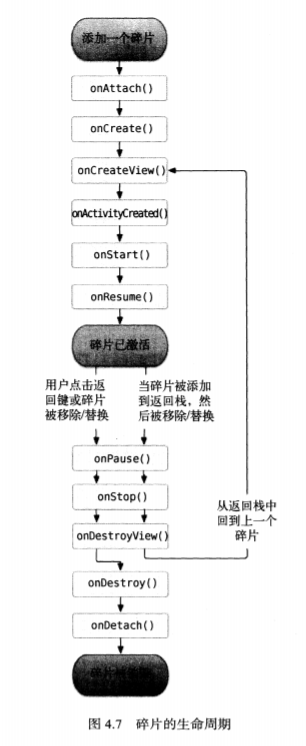 添加一个碎片
onAttach()
onCreate()
onCreateView()
onActivityCreated()
onStart()
onResume()
碎片已激活
用户点击返
回键或碎片
被移除/替换
当碎片被添加
到返回栈，然
后被移除/替换
onPause()
onStop()
onDestroyView()
从返回栈中
回到上一个
碎片
onDestroy()
onDetach()
图 4.7 碎片的生命周期